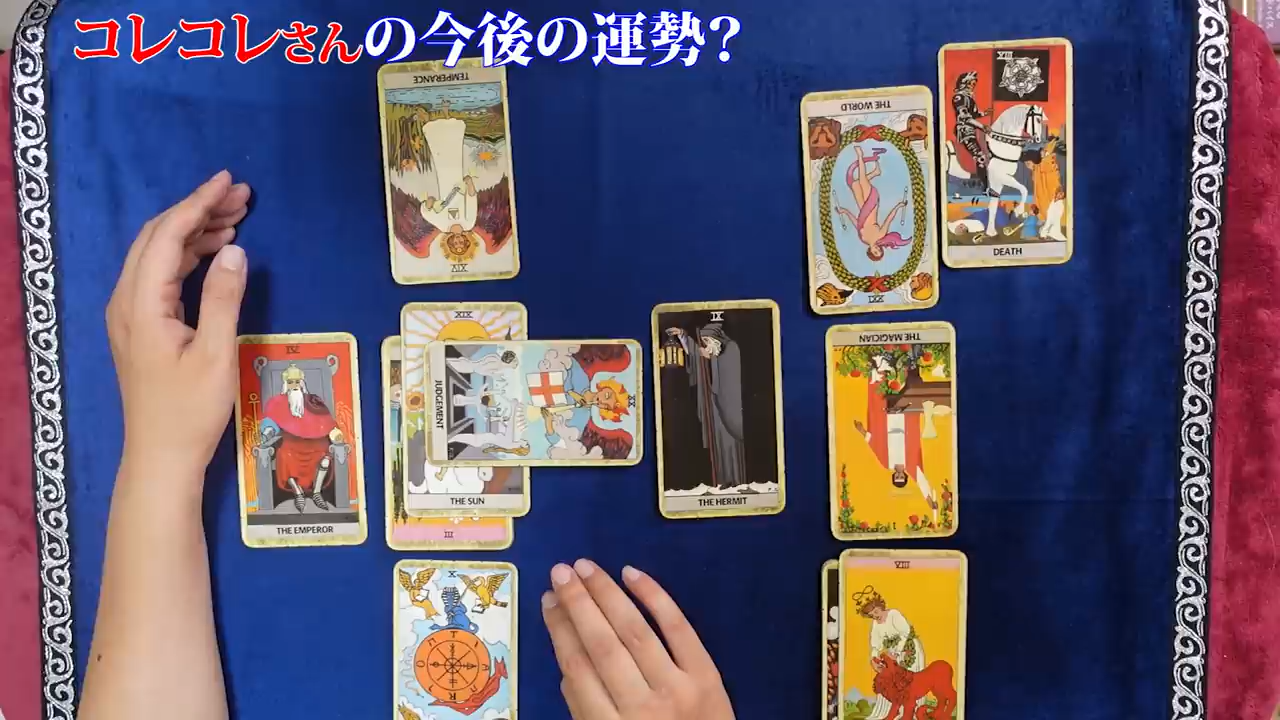 コレコレさんの今後の運勢?
TEMPERANCE
XIV
THE WORLD
XXI
XIII
DEATH
IV
THE EMPEROR
XIX
THE SUN
III
JUDGEMENT
XX
IX
THE HERMIT
THE MAGICIAN
I
X
VIII